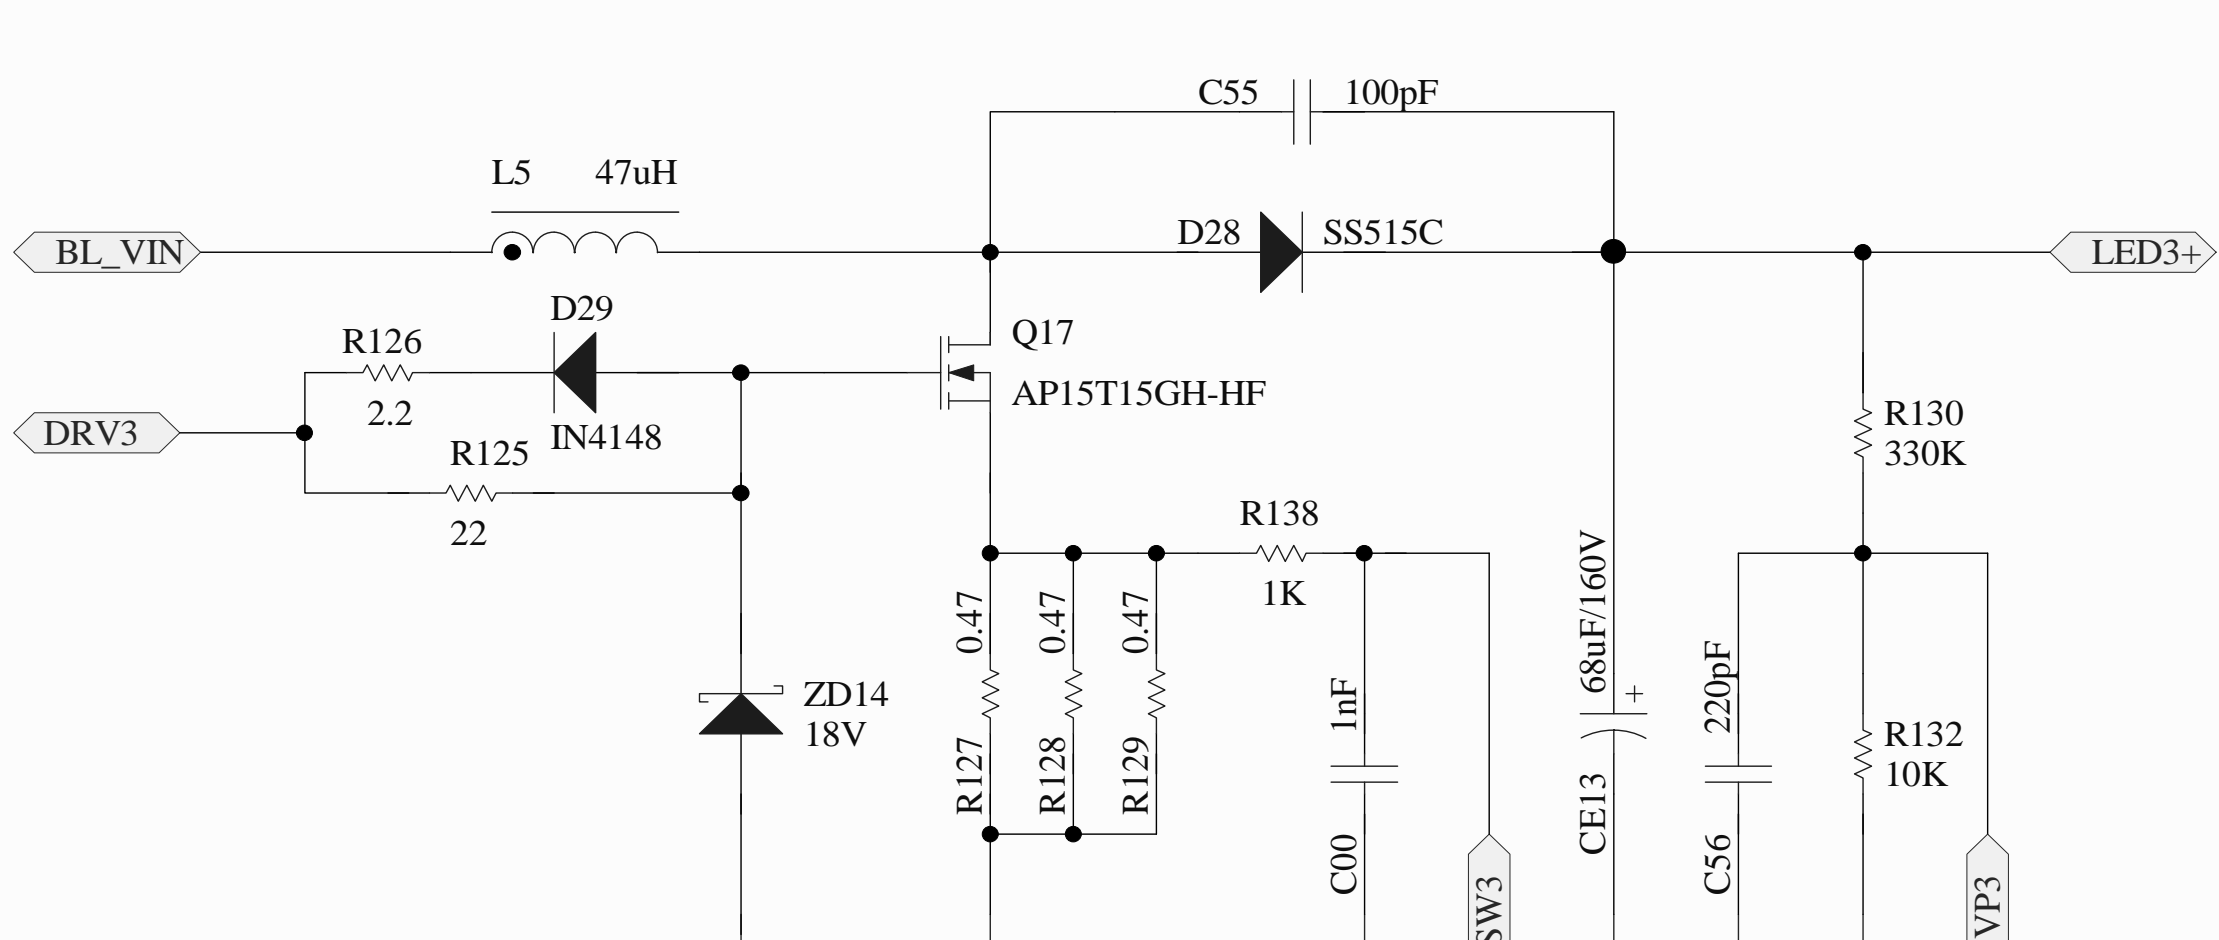 C55
100pF
L5
47uH
BL_VIN
D28
SS515C
LED3+
D29
R126
2.2
IN4148
Q17
AP15T15GH-HF
DRV3
R125
22
R130
330K
R138
1K
0.47
0.47
0.47
R127
R128
R129
ZD14
18V
1nF
C00
SW3
68uF/160V
+
CE13
220pF
C56
R132
10K
VP3